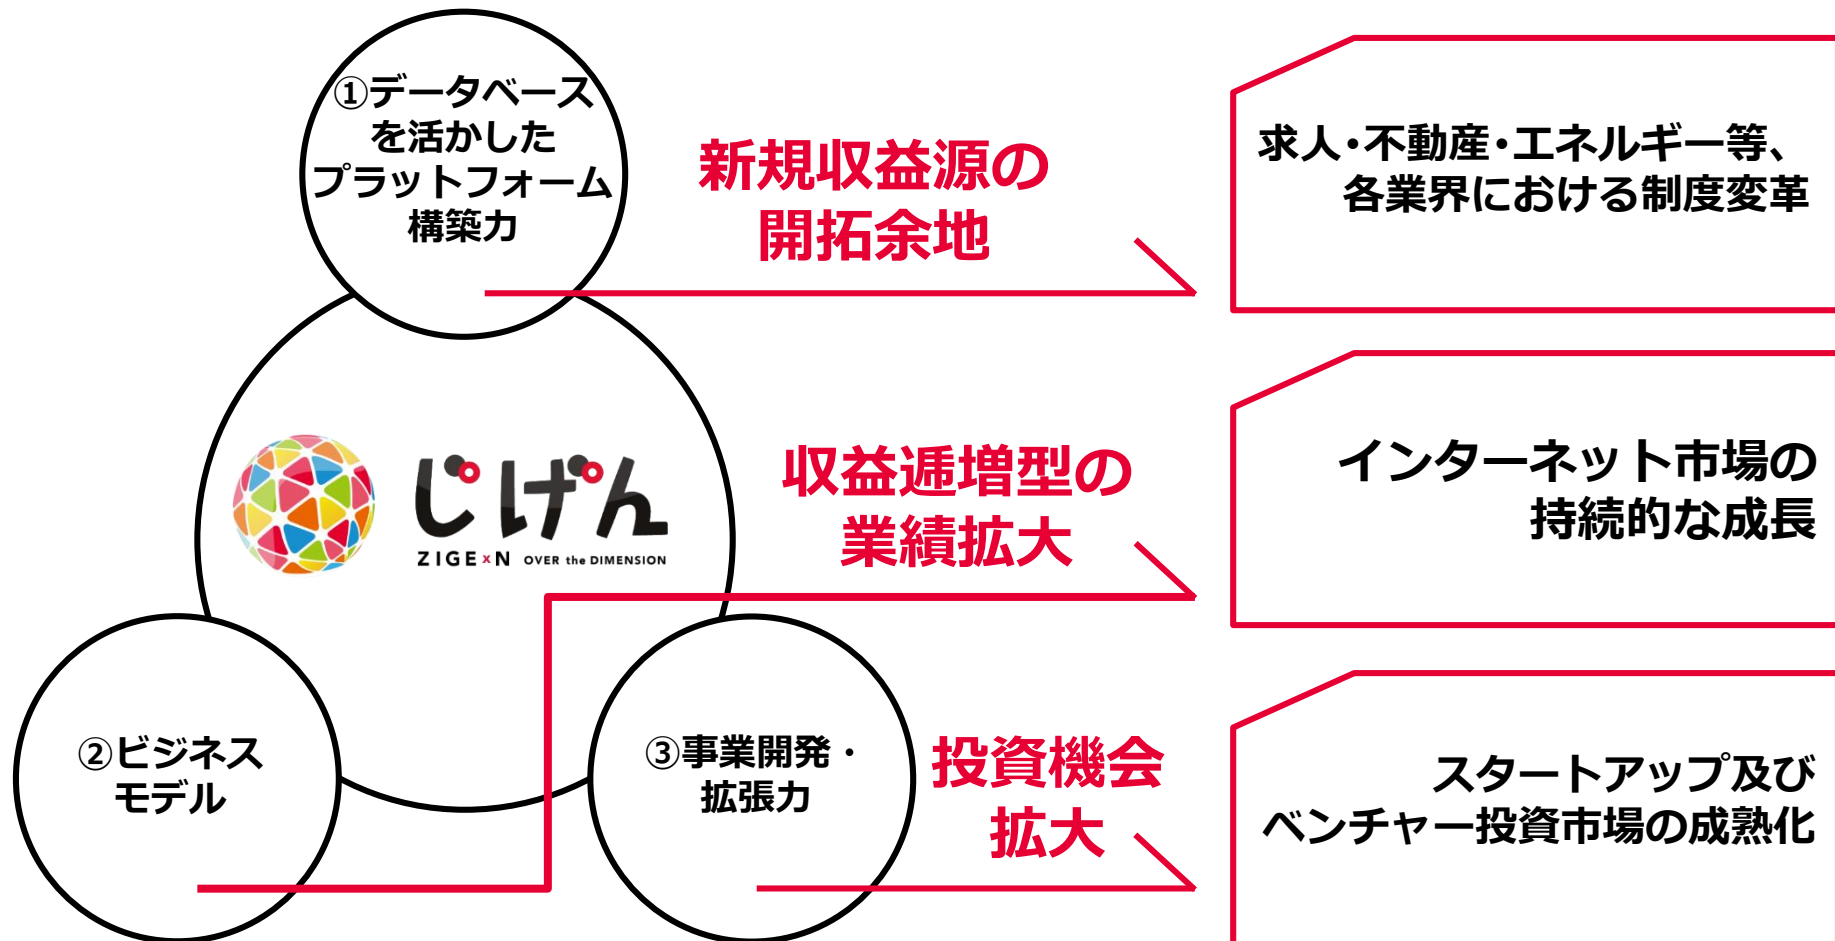 ①データベース
を活かした
プラットフォーム
構築力
新規収益源の
開拓余地
求人・不動産・エネルギー等、
各業界における制度変革
じげん
ZIGExN OVER the DIMENSION
収益逓増型の
業績拡大
インターネット市場の
持続的な成長
②ビジネス
モデル
③事業開発・
拡張力
投資機会
拡大
スタートアップ及び
ベンチャー投資市場の成熟化